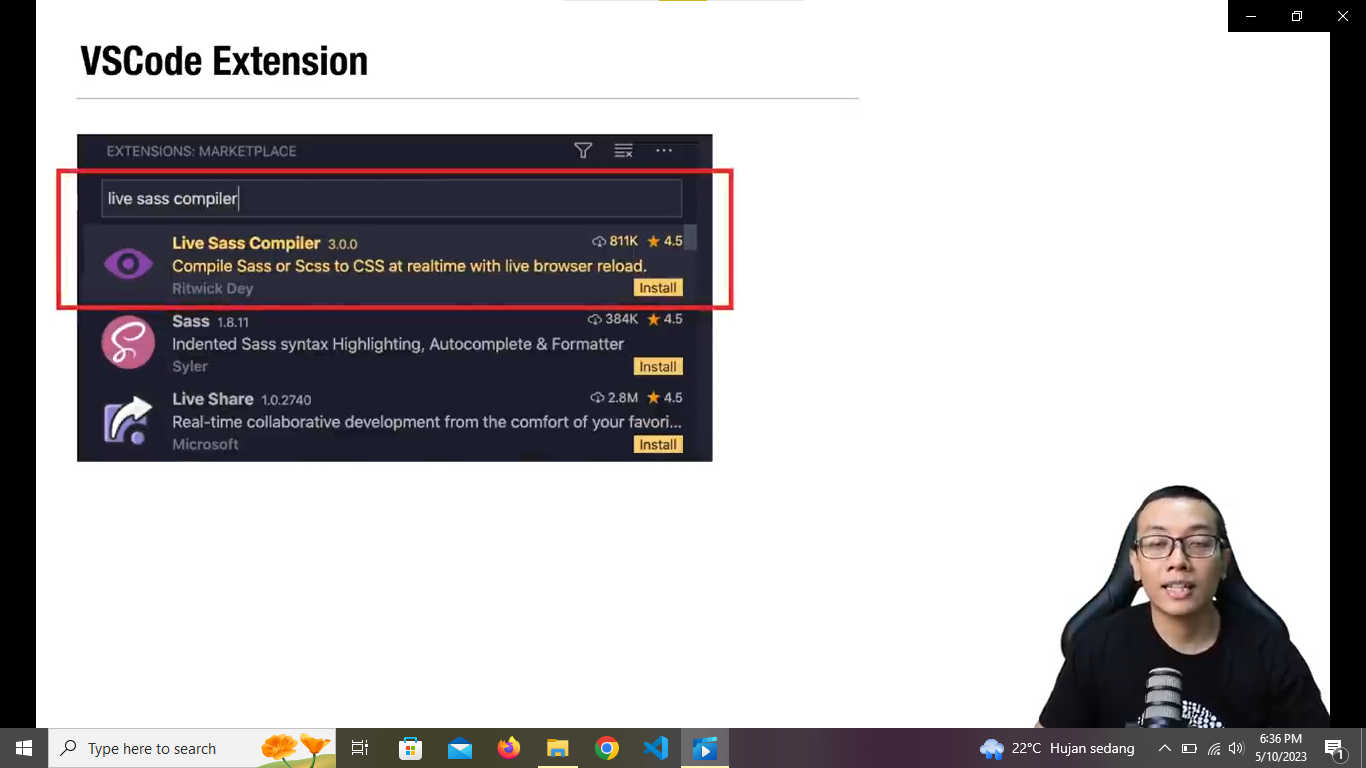 VSCode Extension
EXTENSIONS: MARKETPLACE
live sass compiler
Live Sass Compiler 3.0.0 811K 4.5
Compile Sass or Scss to CSS at realtime with live browser reload.
Ritwick Dey Install
Sass 1.8.11 384K 4.5
Indented Sass syntax Highlighting, Autocomplete & Formatter
Syler Install
Live Share 1.0.2740 2.8M 4.5
Real-time collaborative development from the comfort of your favori...
Microsoft Install
Type here to search
22°C Hujan sedang
6:36 PM
5/10/2023
1